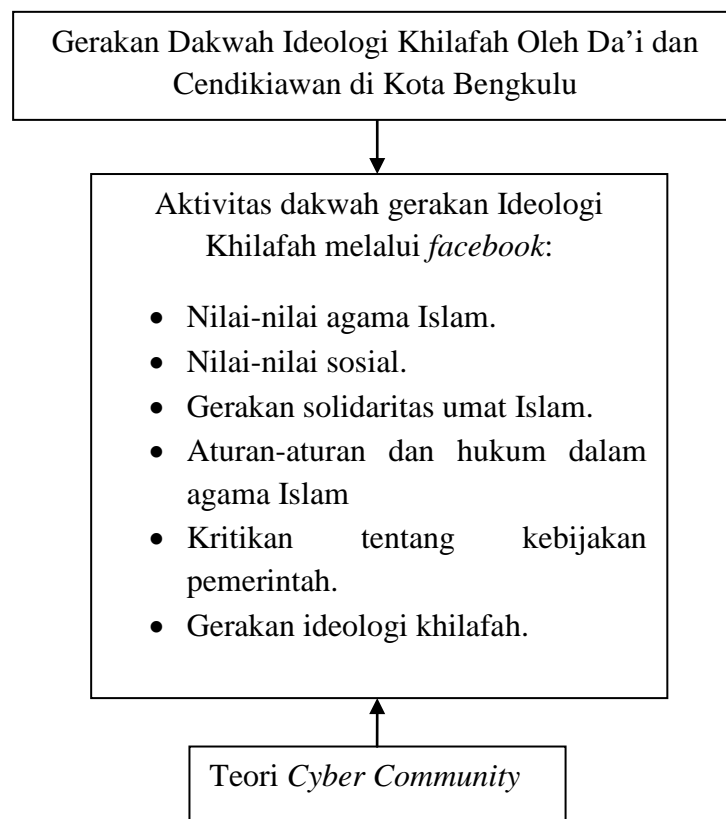 Gerakan Dakwah Ideologi Khilafah Oleh Da’i dan
Cendikiawan di Kota Bengkulu
Aktivitas dakwah gerakan Ideologi
Khilafah melalui facebook:
• Nilai-nilai agama Islam.
• Nilai-nilai sosial.
• Gerakan solidaritas umat Islam.
• Aturan-aturan dan hukum dalam
agama Islam
• Kritikan tentang kebijakan
pemerintah.
• Gerakan ideologi khilafah.
Teori Cyber Community